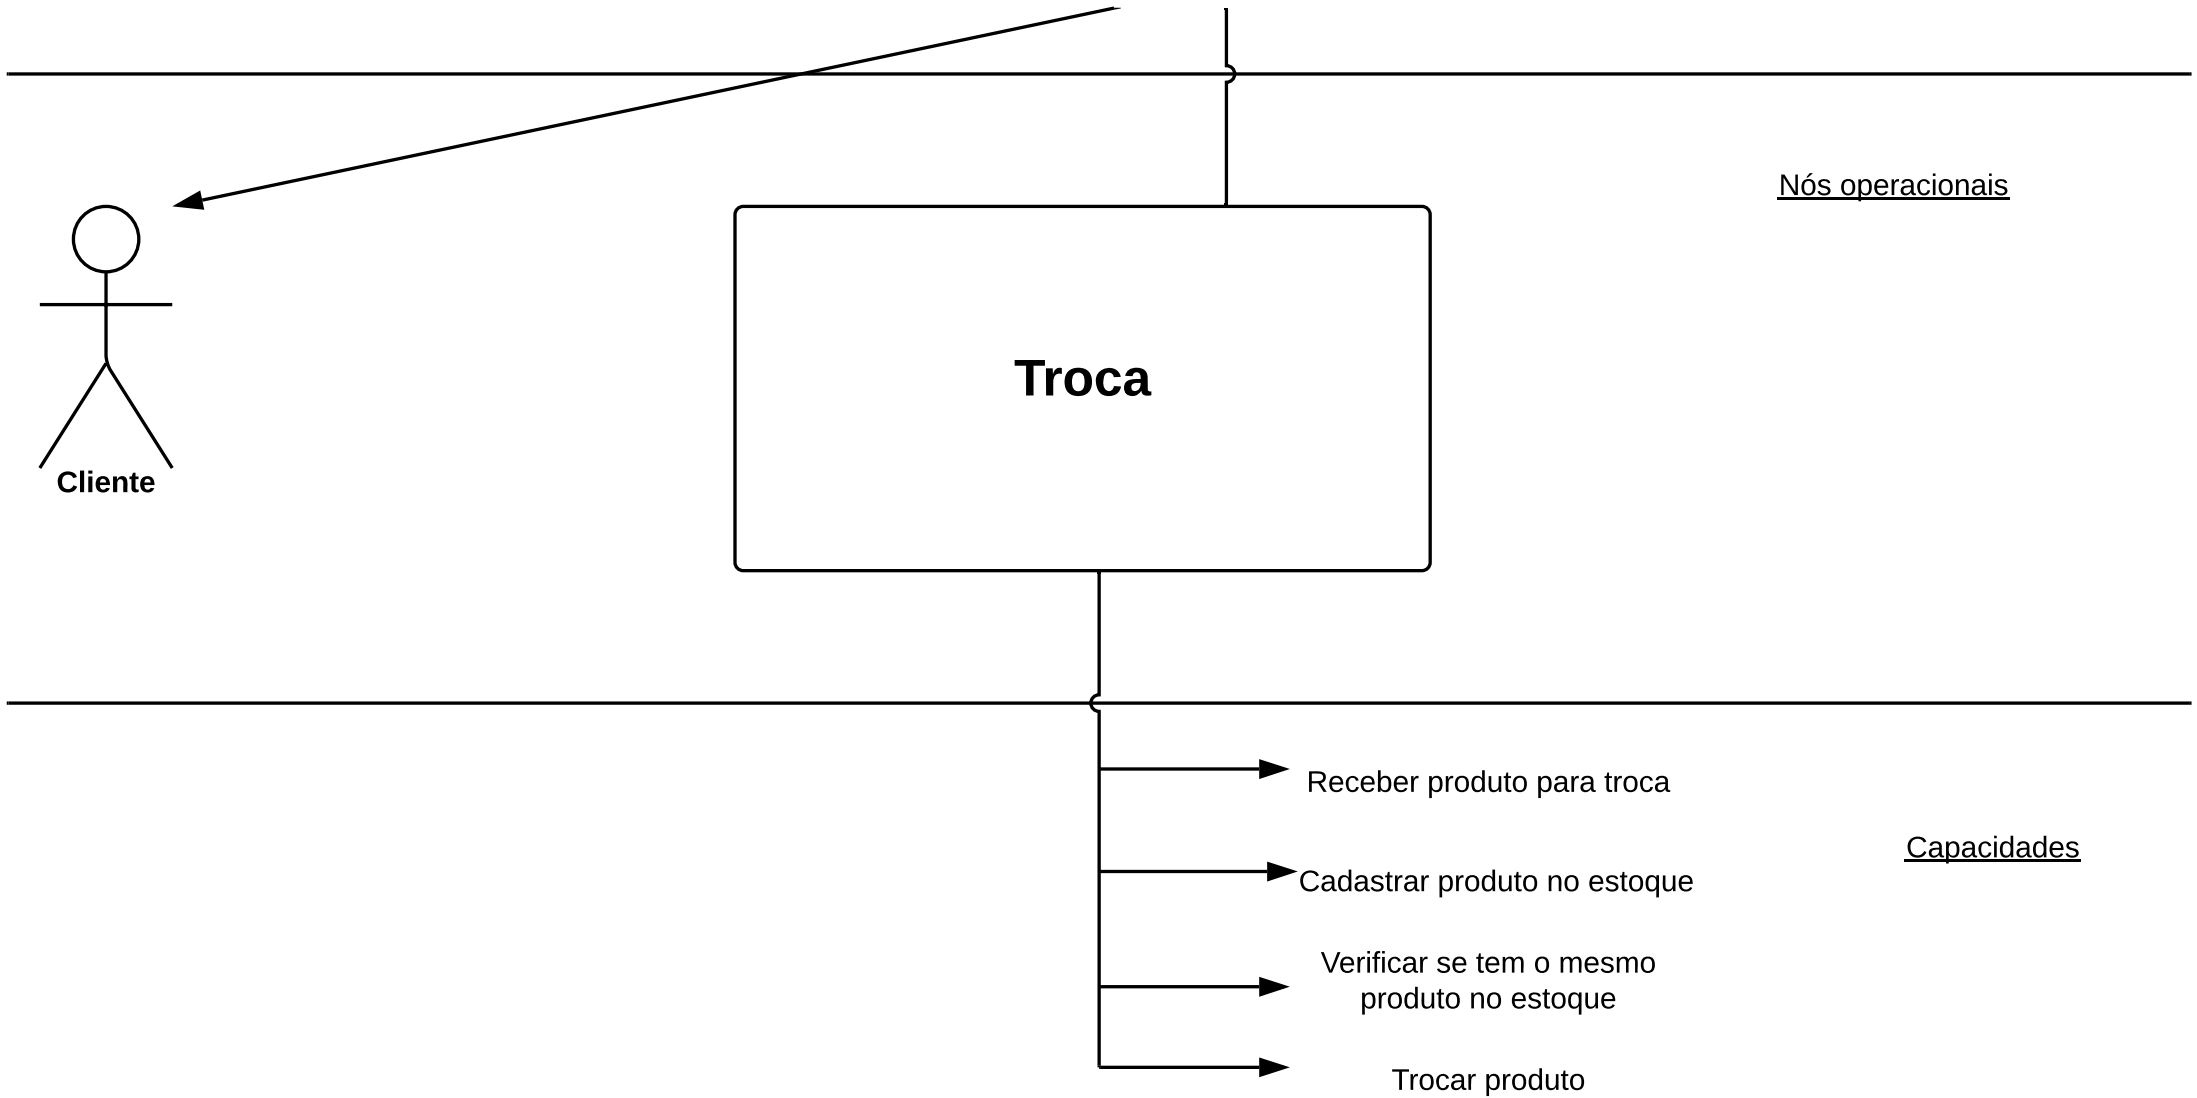 Nós operacionais
Troca
Cliente
Receber produto para troca
Capacidades
Cadastrar produto no estoque
Verificar se tem o mesmo
produto no estoque
Trocar produto